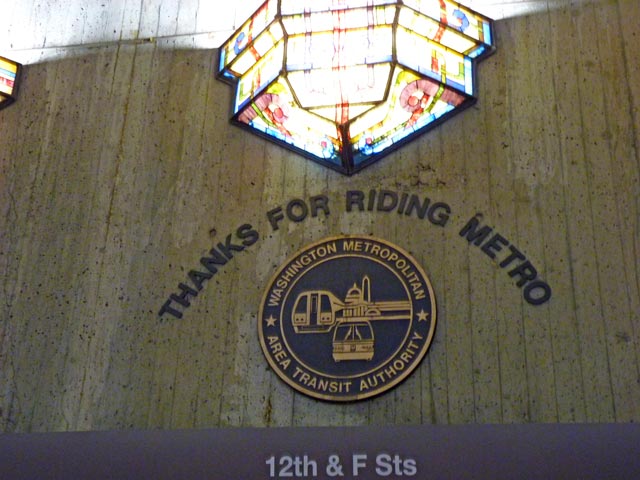 THANKS FOR RIDING METRO
WASHINGTON METROPOLITAN
AREA TRANSIT AUTHORITY
12th & F Sts